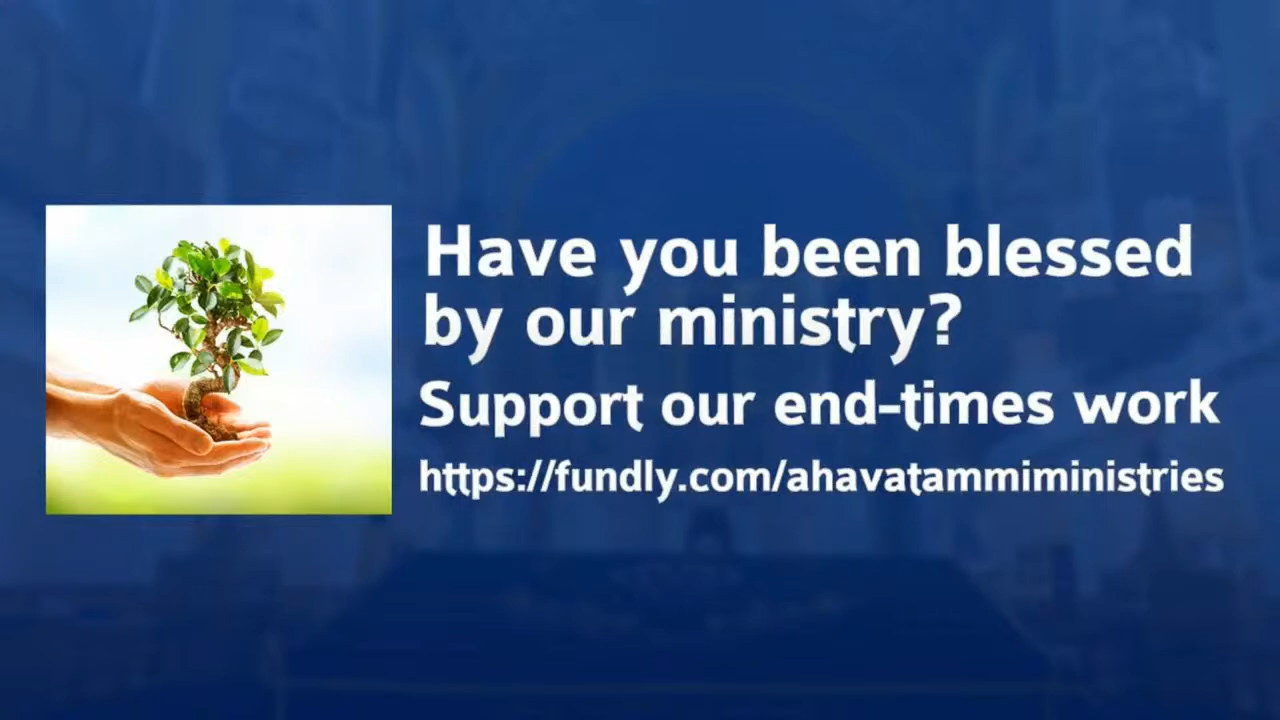 Have you been blessed
by our ministry?
Support our end-times work
https://fundly.com/ahavatammiministries